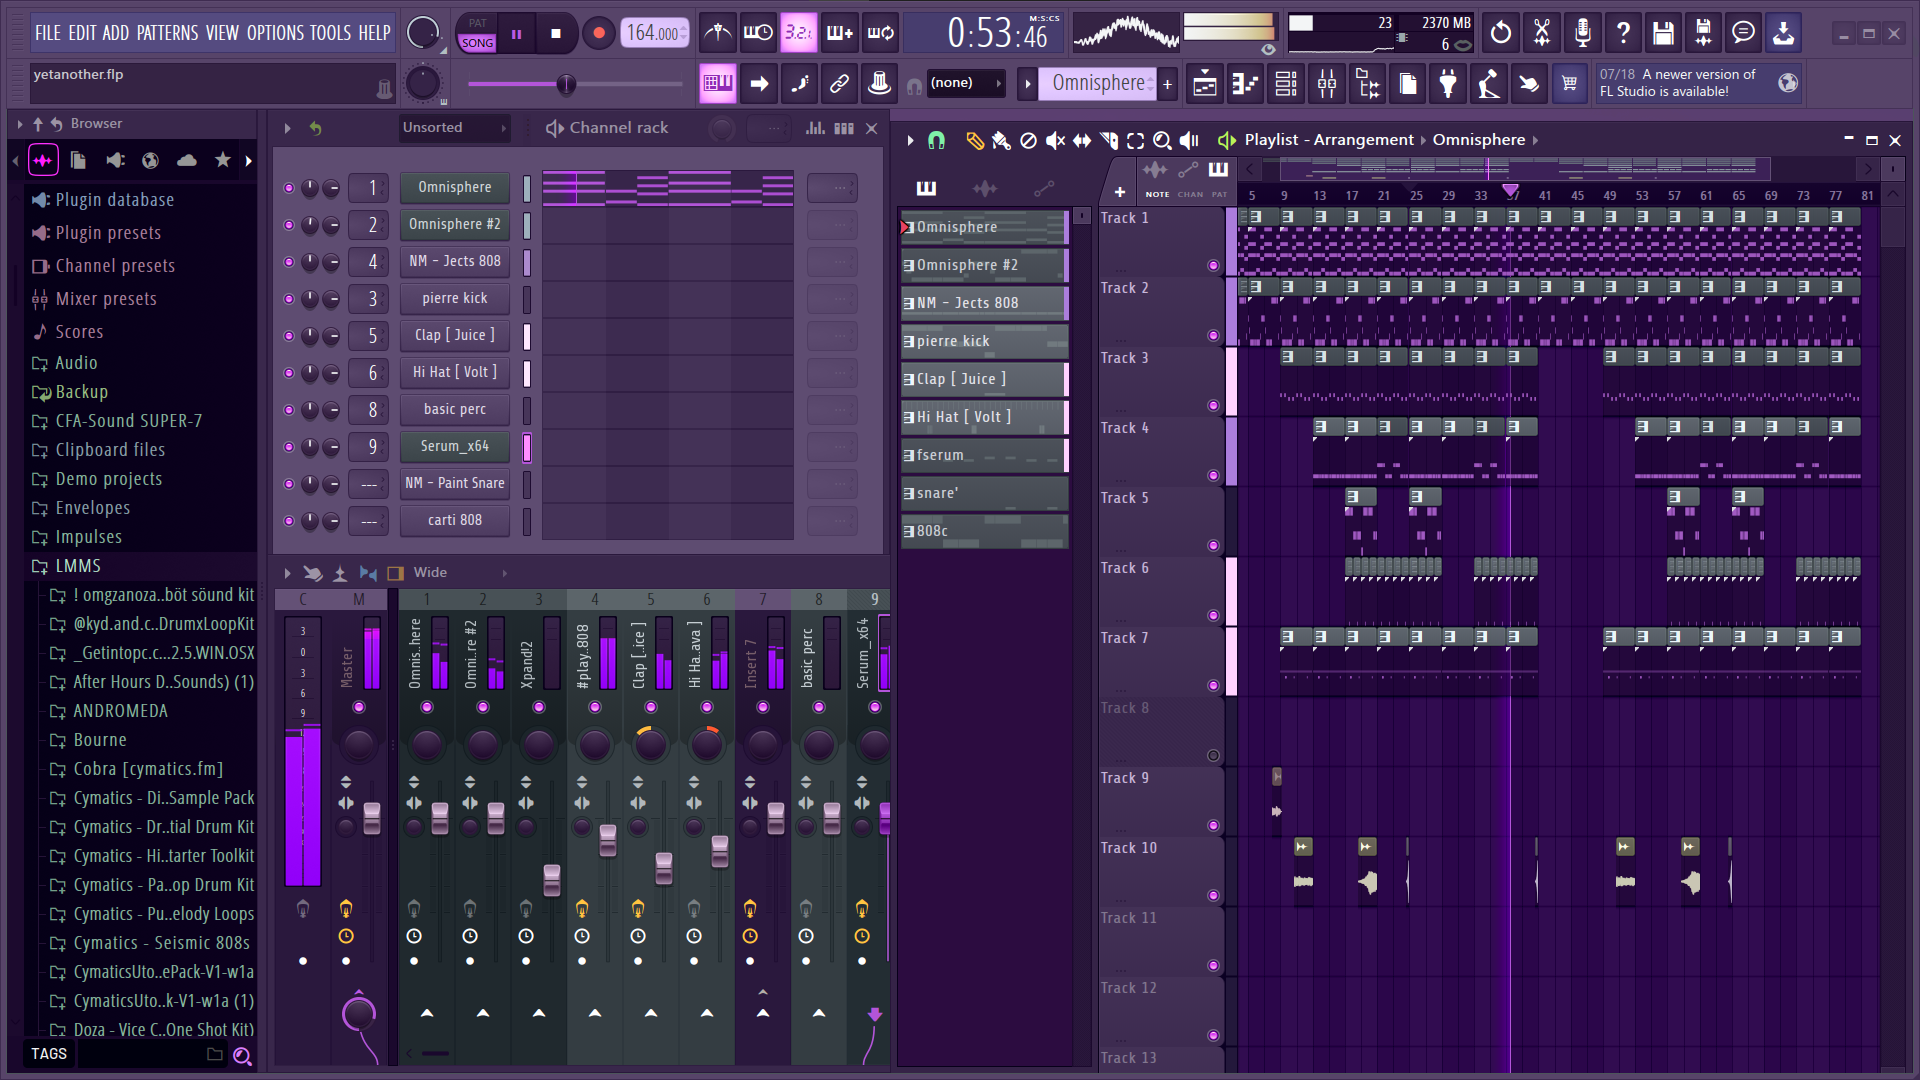 FILE EDIT ADD PATTERNS VIEW OPTIONS TOOLS HELP
PAT
SONG
164.000
3.2.1
0:53:46
M:S:CS
23
2370 MB
6
yetanother.flp
(none)
Omnisphere
07/18 A newer version of
FL Studio is available!
Browser
Plugin database
Plugin presets
Channel presets
Mixer presets
Scores
Audio
Backup
CFA-Sound SUPER-7
Clipboard files
Demo projects
Envelopes
Impulses
LMMS
! omgzanoza..böt söund kit
@kyd.and.c..DrumxLoopKit
_Getintopc.c...2.5.WIN.OSX
After Hours D..Sounds) (1)
ANDROMEDA
Bourne
Cobra [cymatics.fm]
Cymatics - Di..Sample Pack
Cymatics - Dr..tial Drum Kit
Cymatics - Hi..tarter Toolkit
Cymatics - Pa..op Drum Kit
Cymatics - Pu..elody Loops
Cymatics - Seismic 808s
CymaticsUto..ePack-V1-w1a
CymaticsUto..k-V1-w1a (1)
Doza - Vice C..One Shot Kit)
TAGS
Unsorted
Channel rack
1 Omnisphere
2 Omnisphere #2
4 NM - Jects 808
3 pierre kick
5 Clap [ Juice ]
6 Hi Hat [ Volt ]
8 basic perc
9 Serum_x64
--- NM - Paint Snare
--- carti 808
Wide
C M 1 2 3 4 5 6 7 8 9
3
0
3
6
9
Master
Omnis..here
Omni..re #2
Xpand!2
#play..808
Clap [..ice ]
Hi Ha..ava ]
Insert 7
basic perc
Serum_x64
Playlist - Arrangement › Omnisphere ›
NOTE CHAN PAT
5 9 13 17 21 25 29 33 37 41 45 49 53 57 61 65 69 73 77 81
Omnisphere
Omnisphere #2
NM - Jects 808
pierre kick
Clap [ Juice ]
Hi Hat [ Volt ]
fserum
snare'
808c
Track 1
Track 2
Track 3
Track 4
Track 5
Track 6
Track 7
Track 8
Track 9
Track 10
Track 11
Track 12
Track 13